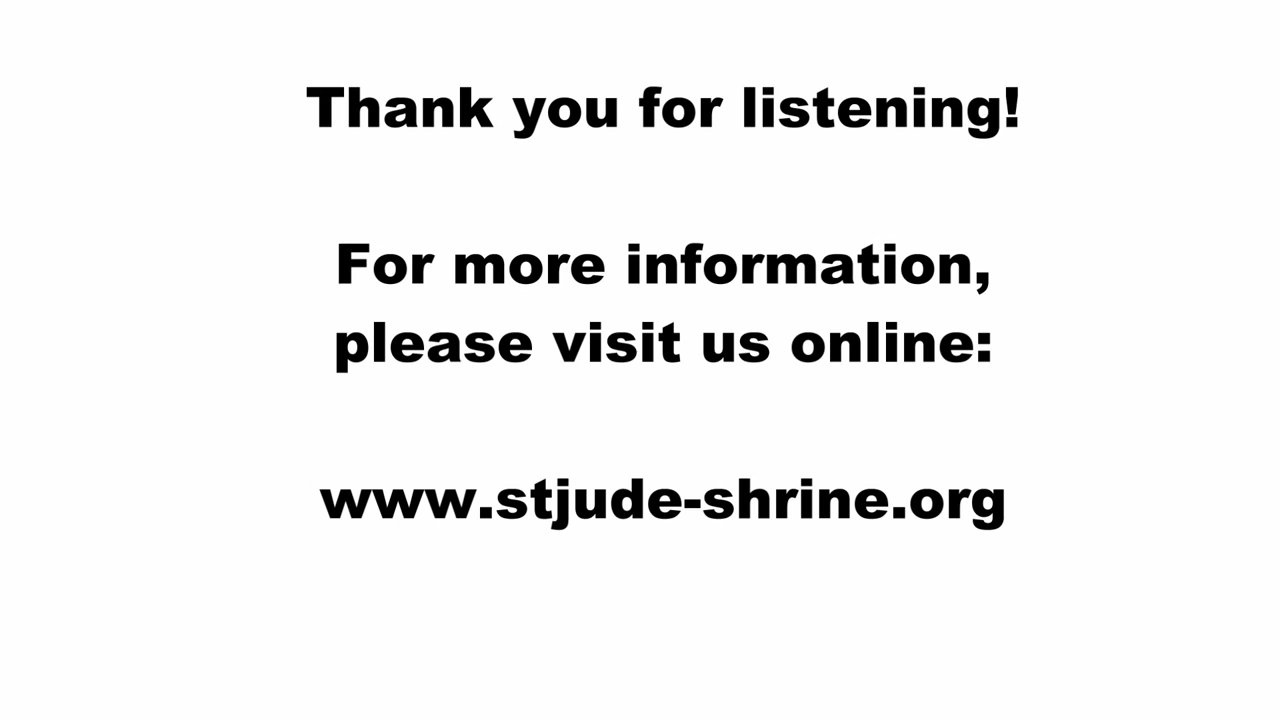 Thank you for listening!
For more information,
please visit us online:
www.stjude-shrine.org